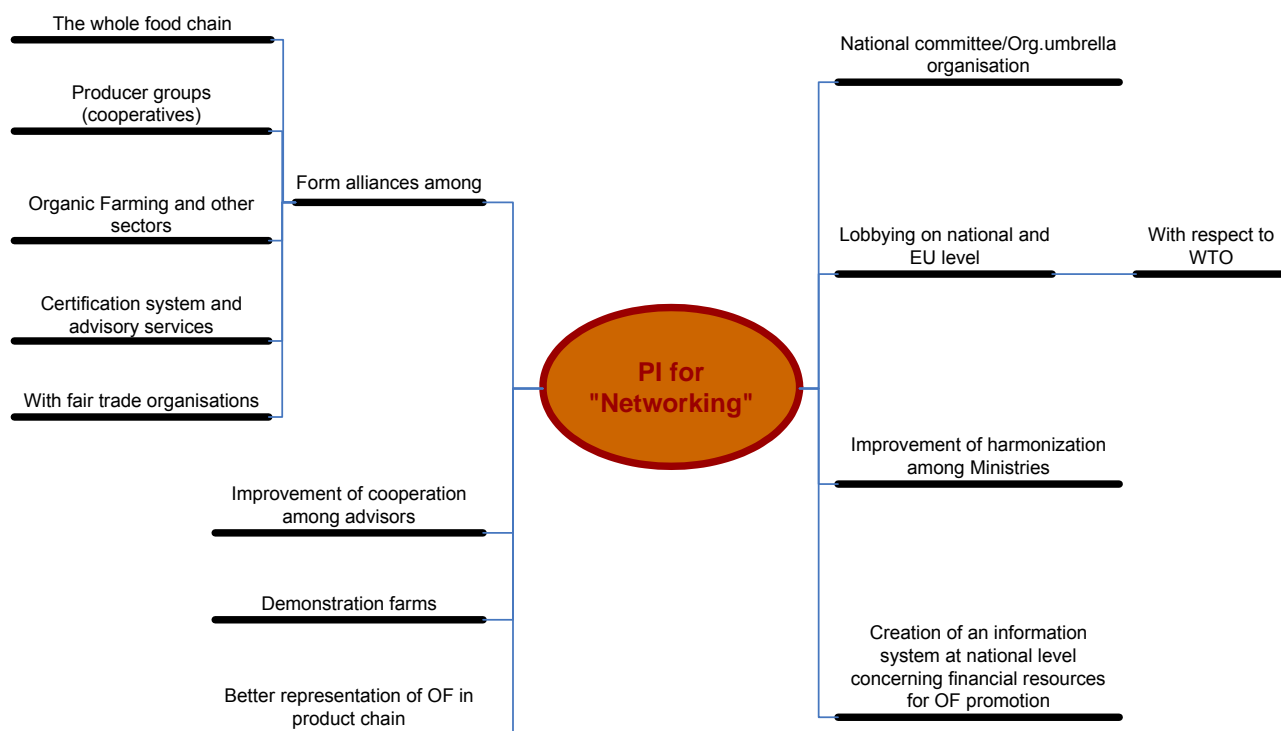 The whole food chain
Producer groups
(cooperatives)
Organic Farming and other
sectors
Certification system and
advisory services
With fair trade organisations
Form alliances among
Improvement of cooperation
among advisors
Demonstration farms
Better representation of OF in
product chain
PI for
"Networking"
National committee/Org.umbrella
organisation
Lobbying on national and
EU level
With respect to
WTO
Improvement of harmonization
among Ministries
Creation of an information
system at national level
concerning financial resources
for OF promotion